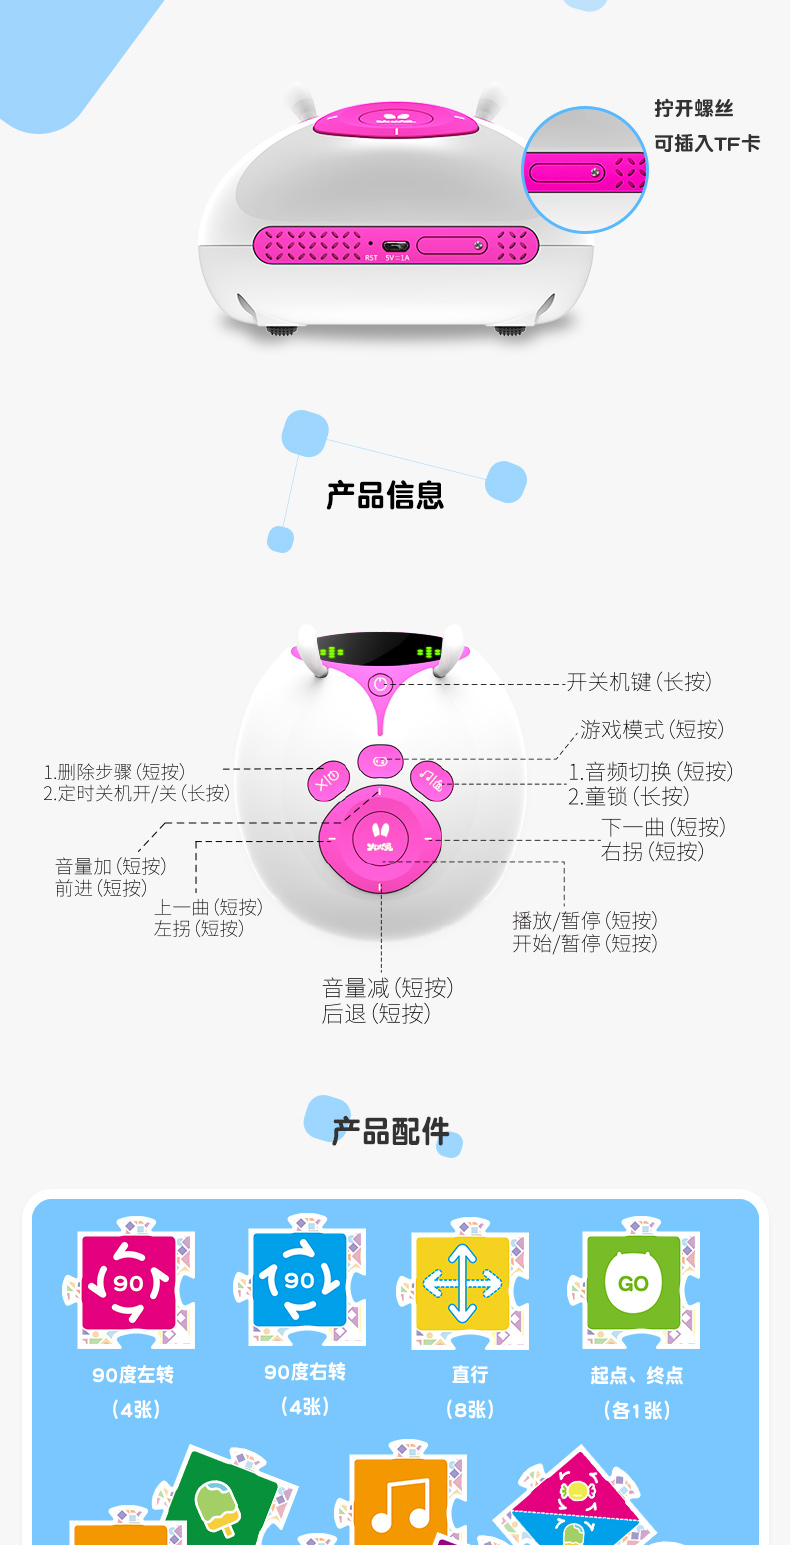 拧开螺丝
可插入TF卡
RST 5V=1A
产品信息
开关机键(长按)
游戏模式(短按)
1.删除步骤(短按)
2.定时关机开/关(长按)
1.音频切换(短按)
2.童锁(长按)
下一曲(短按)
右拐(短按)
音量加(短按)
前进(短按)
上一曲(短按)
左拐(短按)
播放/暂停(短按)
开始/暂停(短按)
音量减(短按)
后退(短按)
产品配件
90
90
GO
90度左转
(4张)
90度右转
(4张)
直行
(8张)
起点、终点
(各1张)